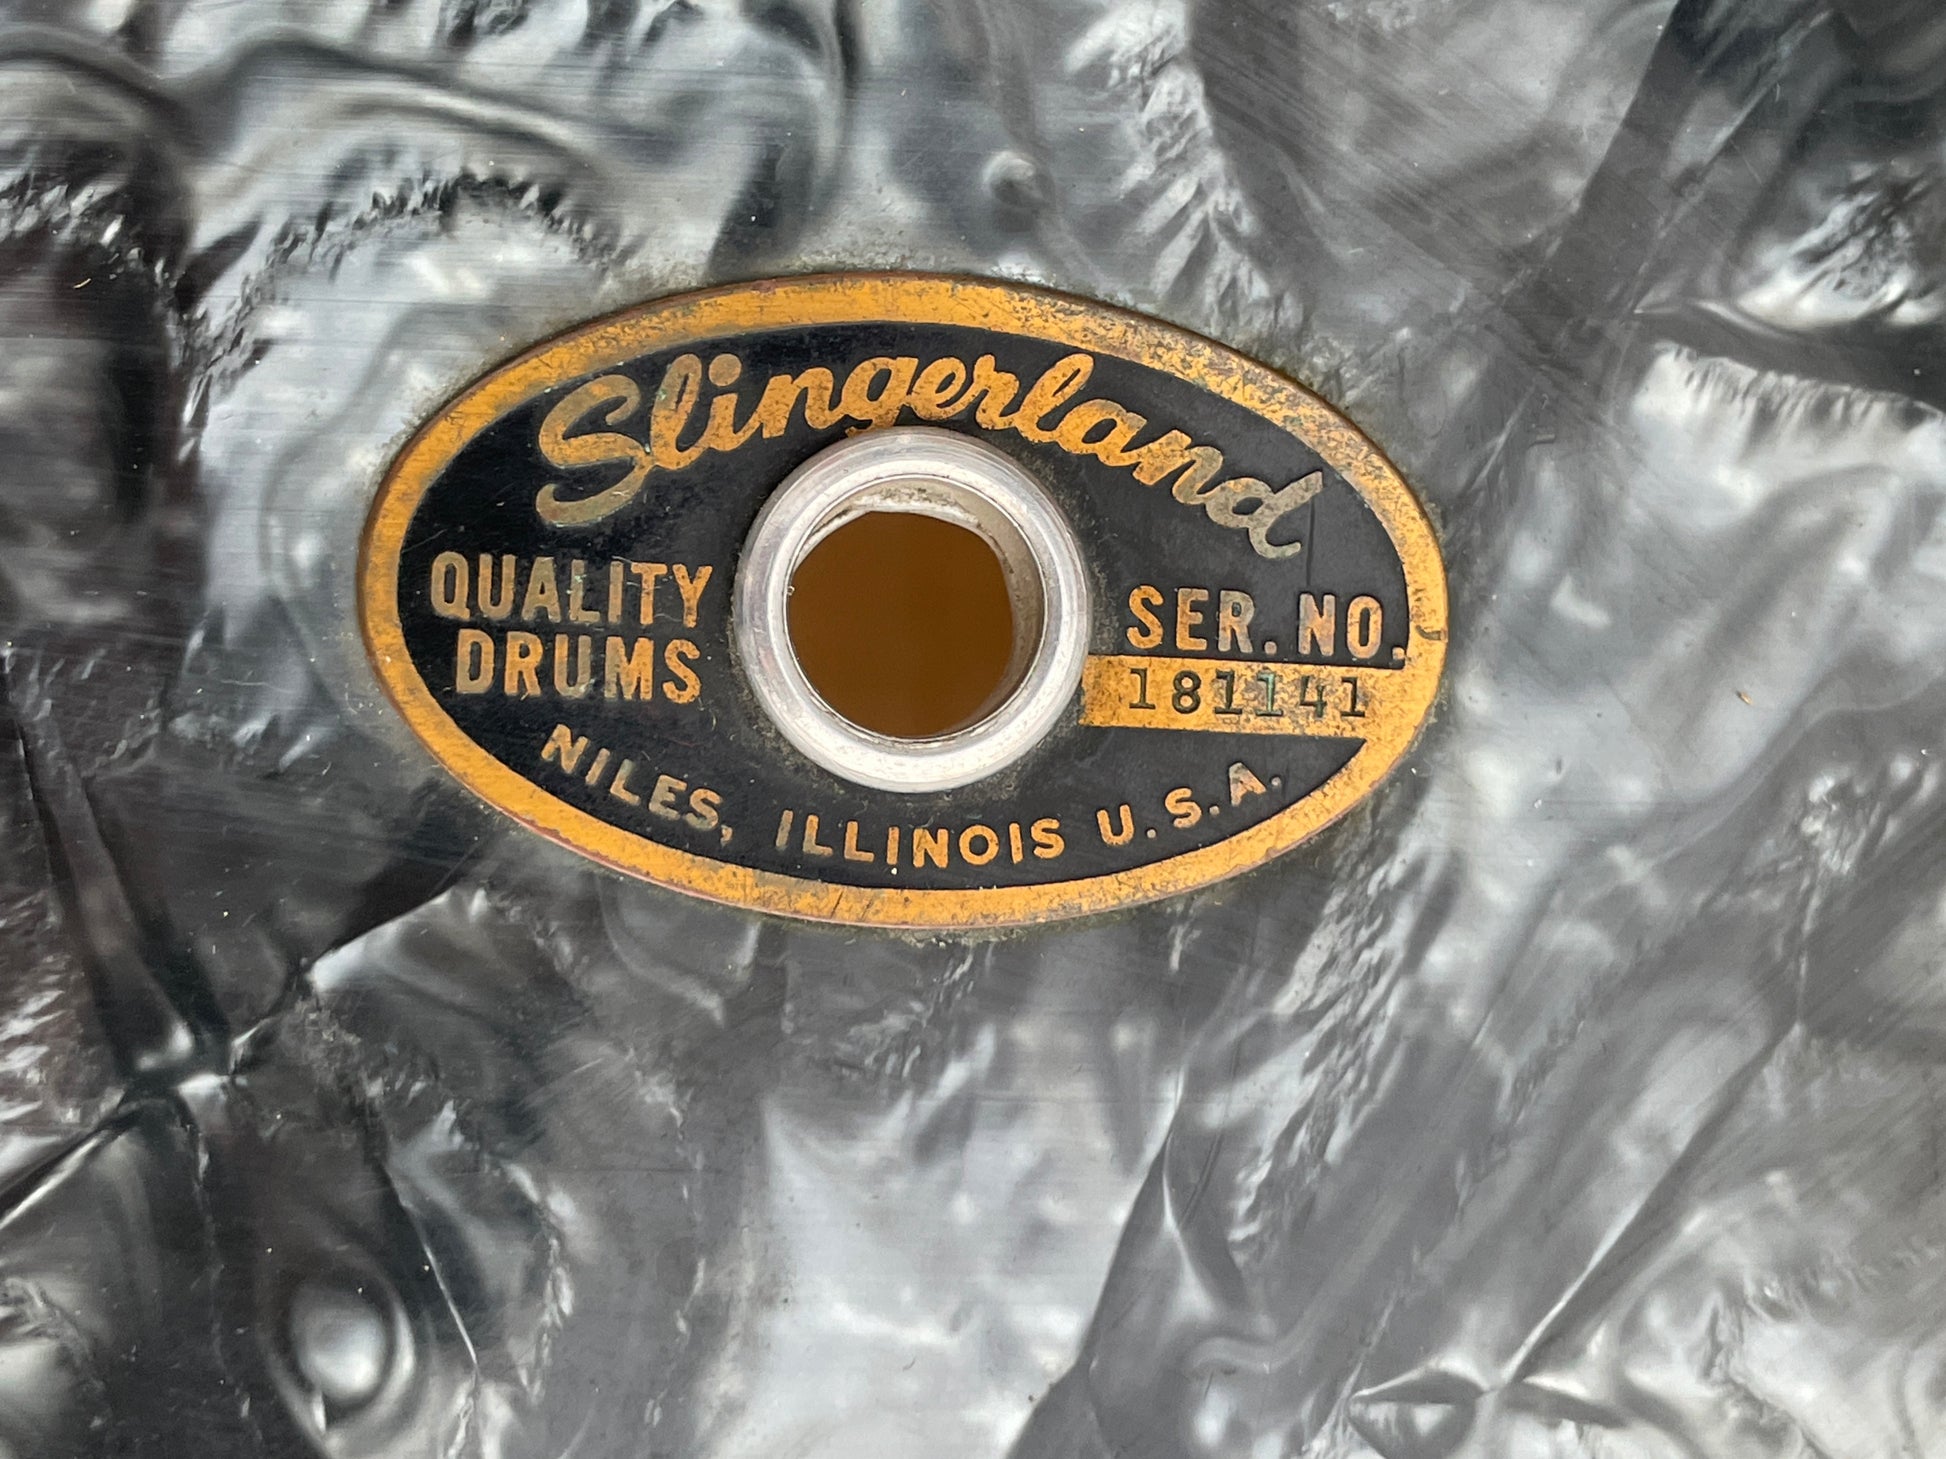 Slingerland
QUALITY
DRUMS
SER. NO.
181141
NILES, ILLINOIS U.S.A.